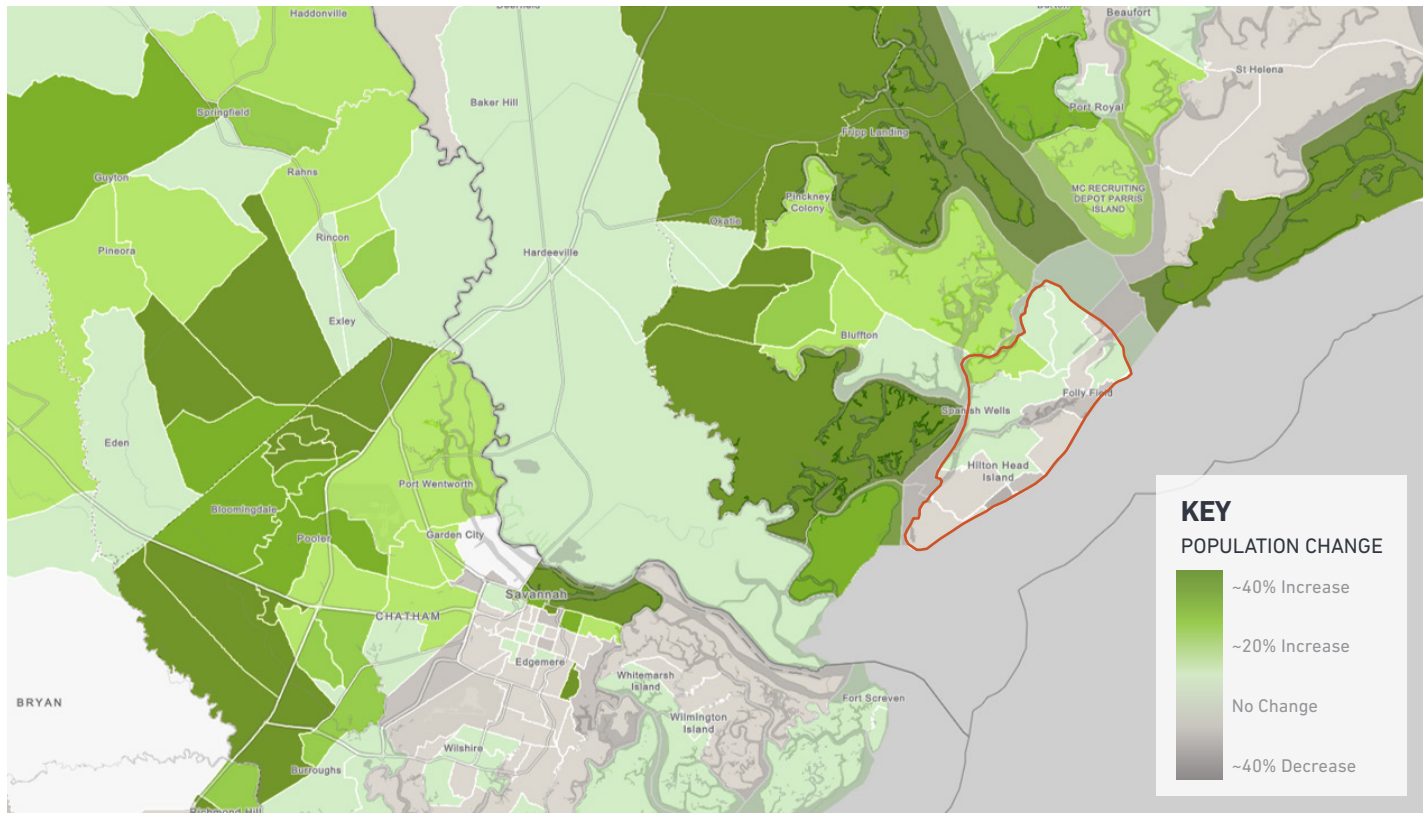 Haddonville
Beaufort
St Helena
Baker Hill
Springfield
Port Royal
Fripp Landing
Rahns
Guyton
MC RECRUITING
DEPOT PARRIS
ISLAND
Pinckney
Colony
Okatie
Rincon
Pineora
Hardeeville
Exley
Bluffton
Folly Field
Spanish Wells
Eden
Hilton Head
Island
Port Wentworth
Bloomingdale
Garden City
Pooler
KEY
POPULATION CHANGE
~40% Increase
~20% Increase
No Change
~40% Decrease
Savannah
CHATHAM
Edgemere
Whitemarsh
Island
Fort Screven
BRYAN
Wilmington
Island
Wilshire
Burroughs
Richmond Hill